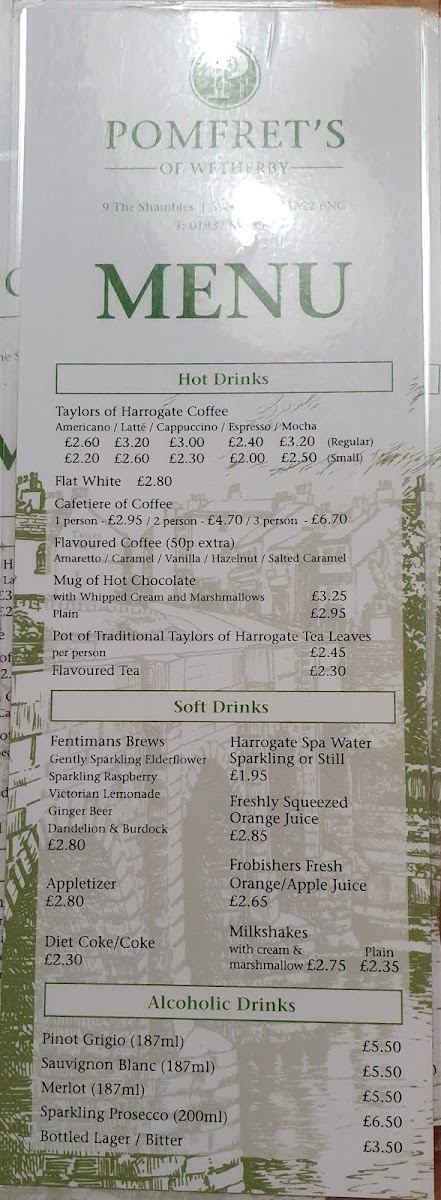 POMFRET'S
OF WETHERBY
9 The Shambles |
T: 01937
MENU
Hot Drinks
Taylors of Harrogate Coffee
Americano / Latté / Cappuccino / Espresso / Mocha
£2.60 £3.20 £3.00 £2.40 £3.20 (Regular)
£2.20 £2.60 £2.30 £2.00 £2.50 (Small)
Flat White £2.80
Cafetiere of Coffee
1 person - £2.95 / 2 person - £4.70 / 3 person - £6.70
Flavoured Coffee (50p extra)
Amaretto / Caramel / Vanilla / Hazelnut / Salted Caramel
Mug of Hot Chocolate
with Whipped Cream and Marshmallows £3.25
Plain £2.95
Pot of Traditional Taylors of Harrogate Tea Leaves
per person £2.45
Flavoured Tea £2.30
Soft Drinks
Fentimans Brews
Gently Sparkling Elderflower
Sparkling Raspberry
Victorian Lemonade
Ginger Beer
Dandelion & Burdock
£2.80
Appletizer
£2.80
Diet Coke/Coke
£2.30
Harrogate Spa Water
Sparkling or Still
£1.95
Freshly Squeezed
Orange Juice
£2.85
Frobishers Fresh
Orange/Apple Juice
£2.65
Milkshakes
with cream & Plain
marshmallow £2.75 £2.35
Alcoholic Drinks
Pinot Grigio (187ml) £5.50
Sauvignon Blanc (187ml) £5.50
Merlot (187ml) £5.50
Sparkling Prosecco (200ml) £6.50
Bottled Lager / Bitter £3.50